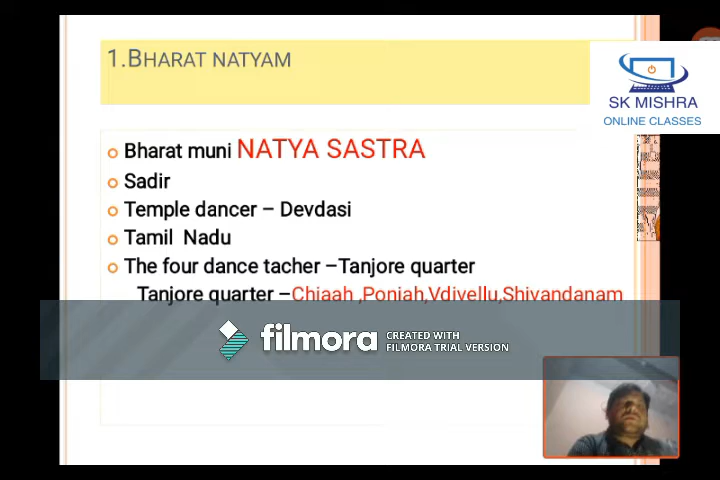 1.BHARAT NATYAM
SK MISHRA
ONLINE CLASSES
Bharat muni NATYA SASTRA
Sadir
Temple dancer – Devdasi
Tamil Nadu
The four dance tacher –Tanjore quarter
Tanjore quarter –Chiaah ,Poniah,Vdivellu,Shivandanam
filmora
CREATED WITH
FILMORA TRIAL VERSION